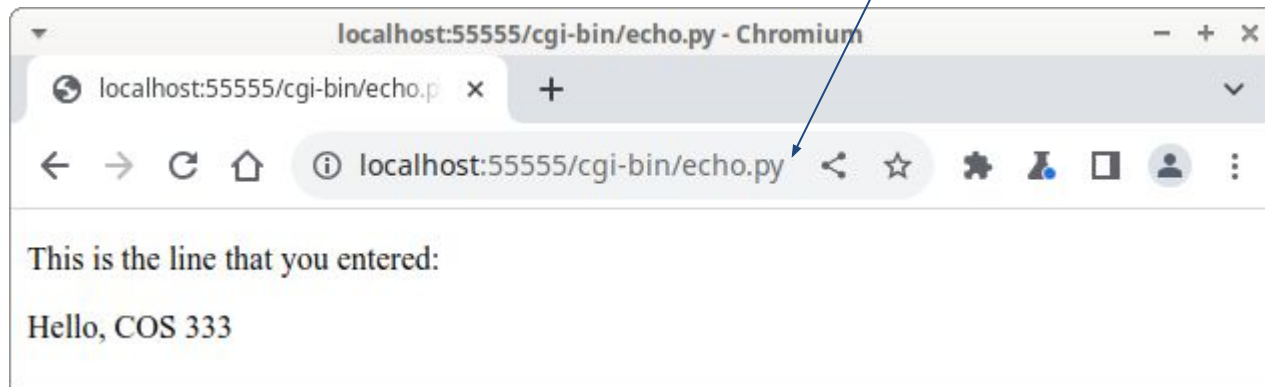 localhost:55555/cgi-bin/echo.py - Chromium
localhost:55555/cgi-bin/echo.p
localhost:55555/cgi-bin/echo.py
This is the line that you entered:
Hello, COS 333